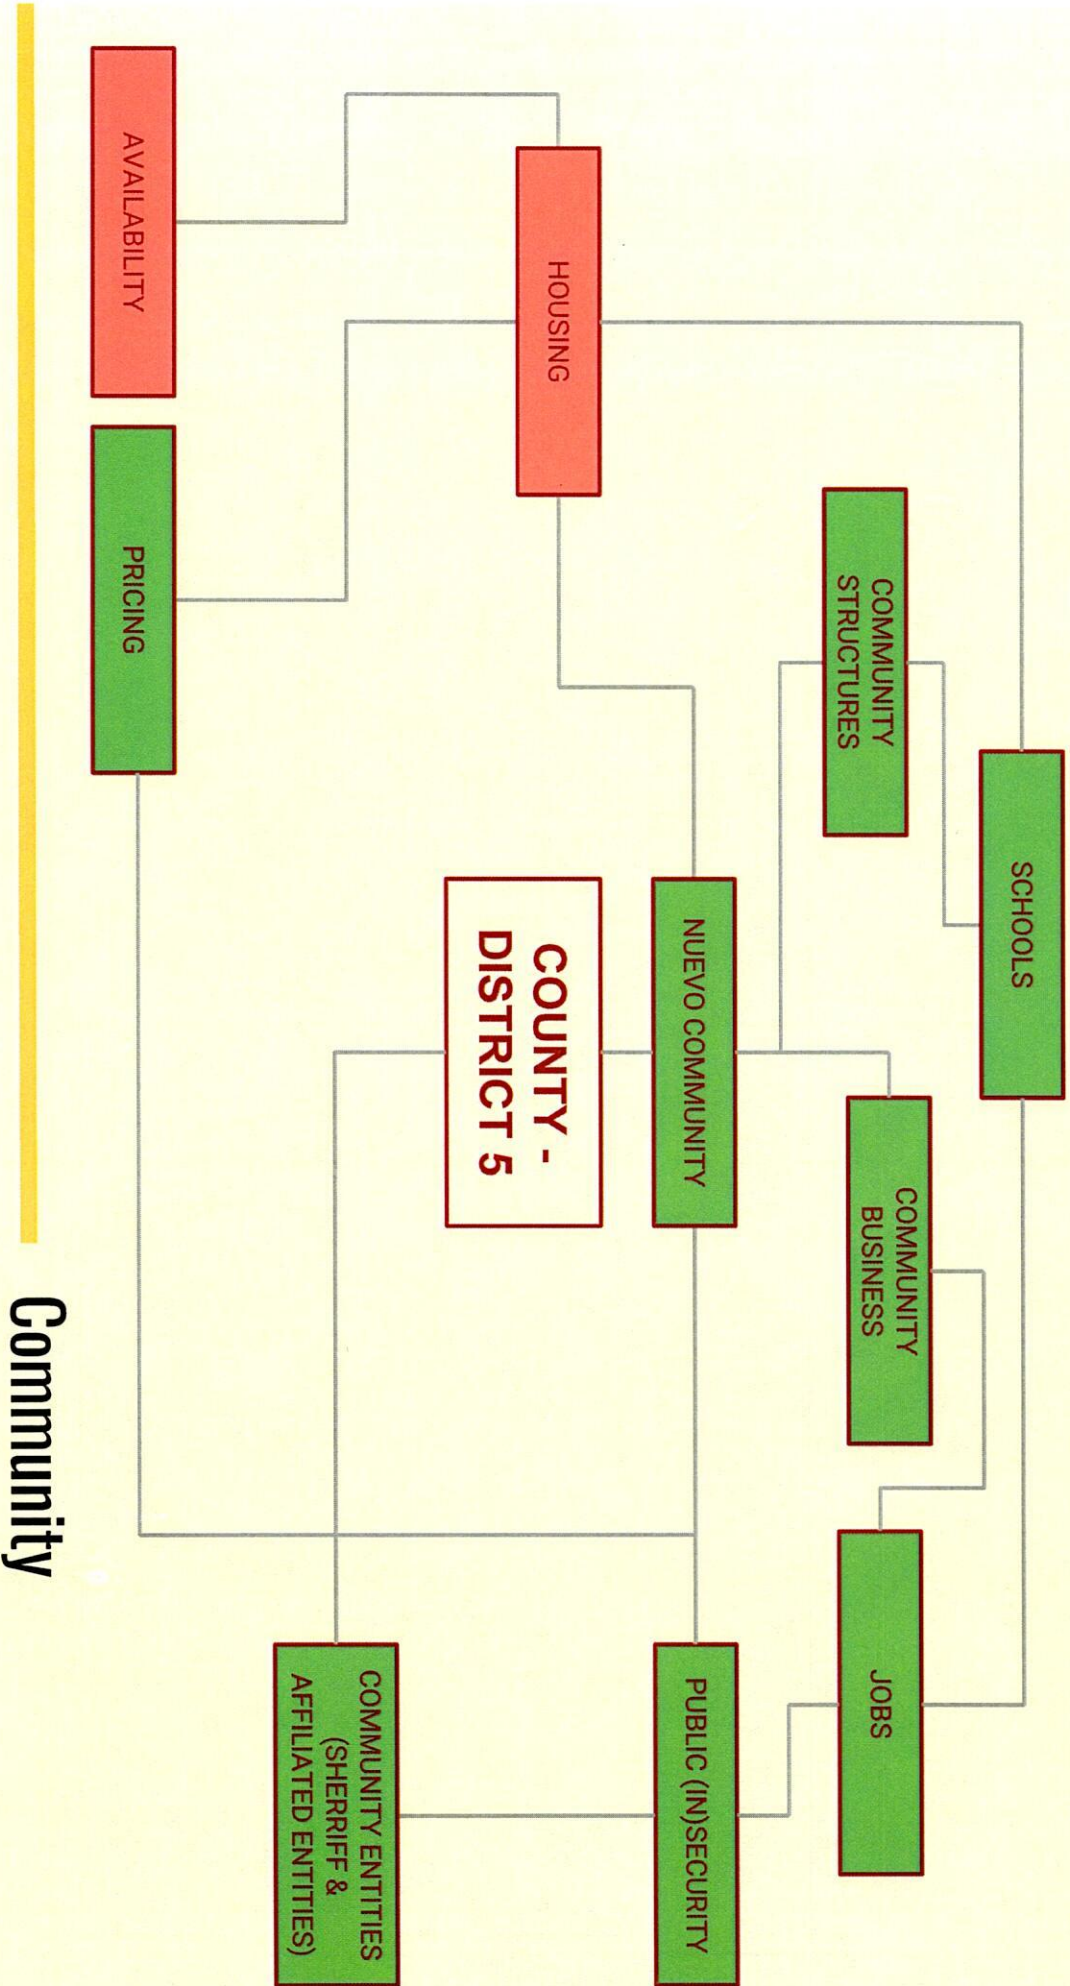 SCHOOLS
COMMUNITY
STRUCTURES
COMMUNITY
BUSINESS
JOBS
NUEVO COMMUNITY
PUBLIC (IN)SECURITY
HOUSING
COUNTY -
DISTRICT 5
COMMUNITY ENTITIES
(SHERRIFF &
AFFILIATED ENTITIES)
AVAILABILITY
PRICING
Community